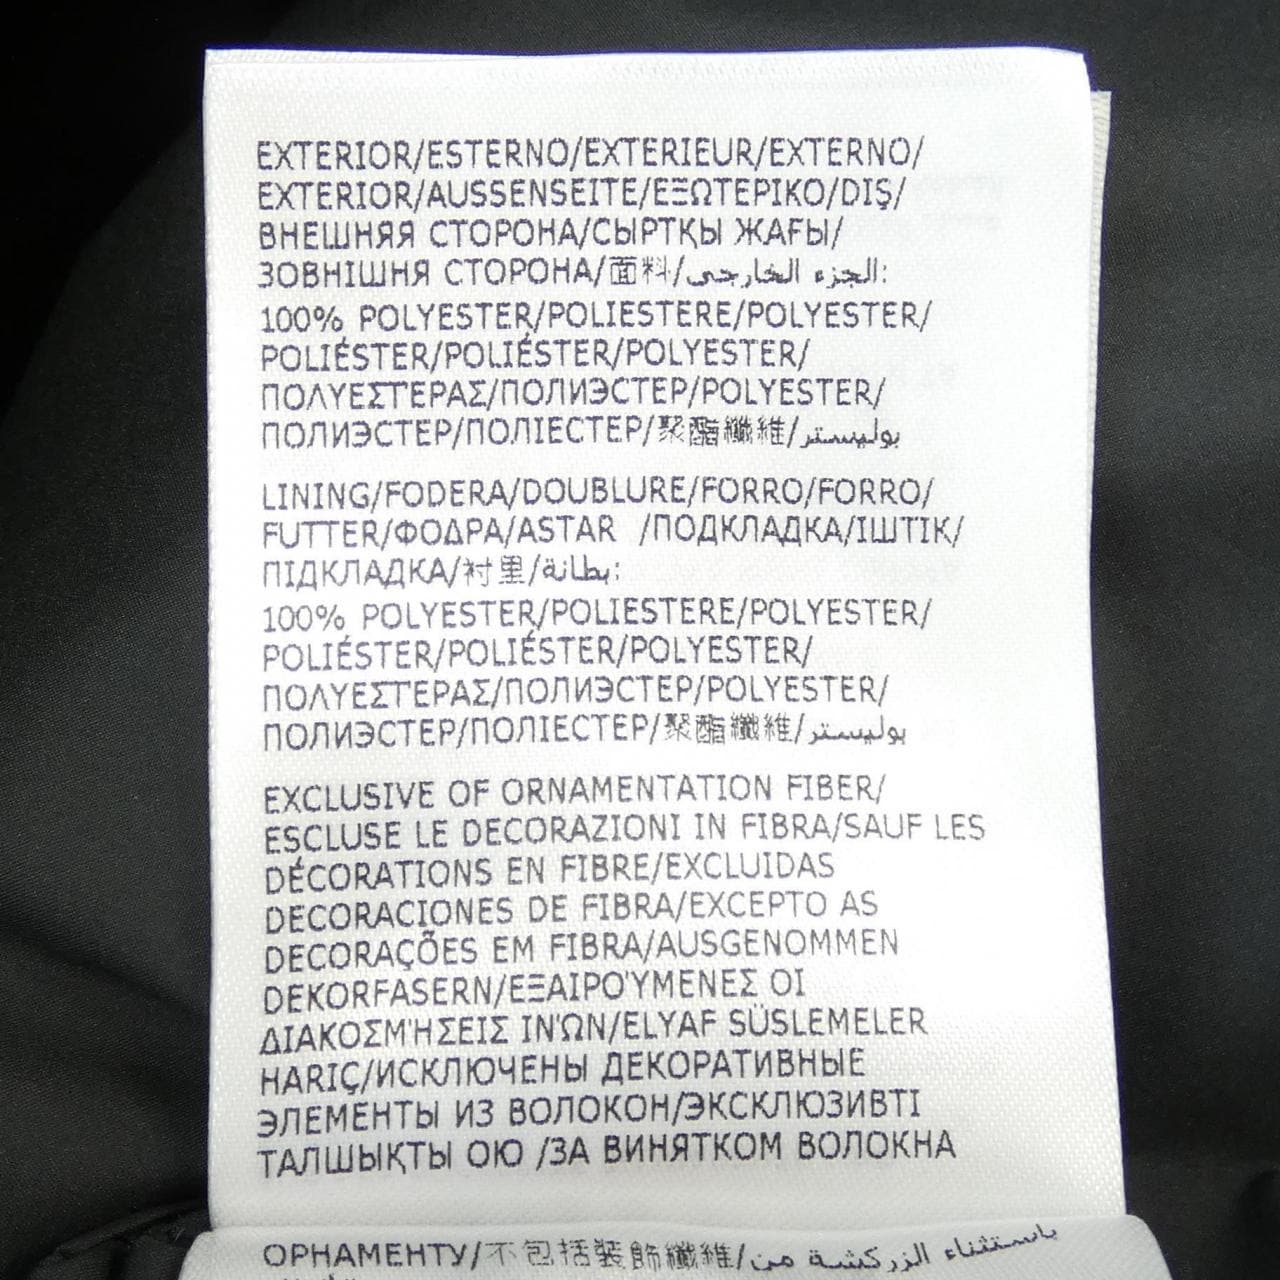 EXTERIOR/ESTERNO/EXTERIEUR/EXTERNO/
EXTERIOR/AUSSENSEITE/ΕΞΩΤΕΡΙΚΟ/DIŞ/
ВНЕШНЯЯ СТОРОНА/СЫРТҚЫ ЖАҒЫ/
ЗОВНІШНЯ СТОРОНА/面料/الجزء الخارجي:
100% POLYESTER/POLIESTERE/POLYESTER/
POLIÉSTER/POLIÉSTER/POLYESTER/
ΠΟΛΥΕΣΤΕΡΑΣ/ПОЛИЭСТЕР/POLYESTER/
ПОЛИЭСТЕР/ПОЛІЕСТЕР/聚酯纖維/بوليستر
LINING/FODERA/DOUBLURE/FORRO/FORRO/
FUTTER/ΦΟΔΡΑ/ASTAR /ПОДКЛАДКА/ІШТІК/
ПІДКЛАДКА/衬里/بطانة:
100% POLYESTER/POLIESTERE/POLYESTER/
POLIÉSTER/POLIÉSTER/POLYESTER/
ΠΟΛΥΕΣΤΕΡΑΣ/ПОЛИЭСТЕР/POLYESTER/
ПОЛИЭСТЕР/ПОЛІЕСТЕР/聚酯纖維/بوليستر
EXCLUSIVE OF ORNAMENTATION FIBER/
ESCLUSE LE DECORAZIONI IN FIBRA/SAUF LES
DÉCORATIONS EN FIBRE/EXCLUIDAS
DECORACIONES DE FIBRA/EXCEPTO AS
DECORAÇÕES EM FIBRA/AUSGENOMMEN
DEKORFASERN/ΕΞΑΙΡΟΎΜΕΝΕΣ ΟΙ
ΔΙΑΚΟΣΜΉΣΕΙΣ ΙΝΏΝ/ELYAF SÜSLEMELER
HARIÇ/ИСКЛЮЧЕНЫ ДЕКОРАТИВНЫЕ
ЭЛЕМЕНТЫ ИЗ ВОЛОКОН/ЭКСКЛЮЗИВТІ
ТАЛШЫҚТЫ ОЮ /ЗА ВИНЯТКОМ ВОЛОКНА
ОРНАМЕНТУ/不包括裝飾纖維/باستثناء الزركشة من